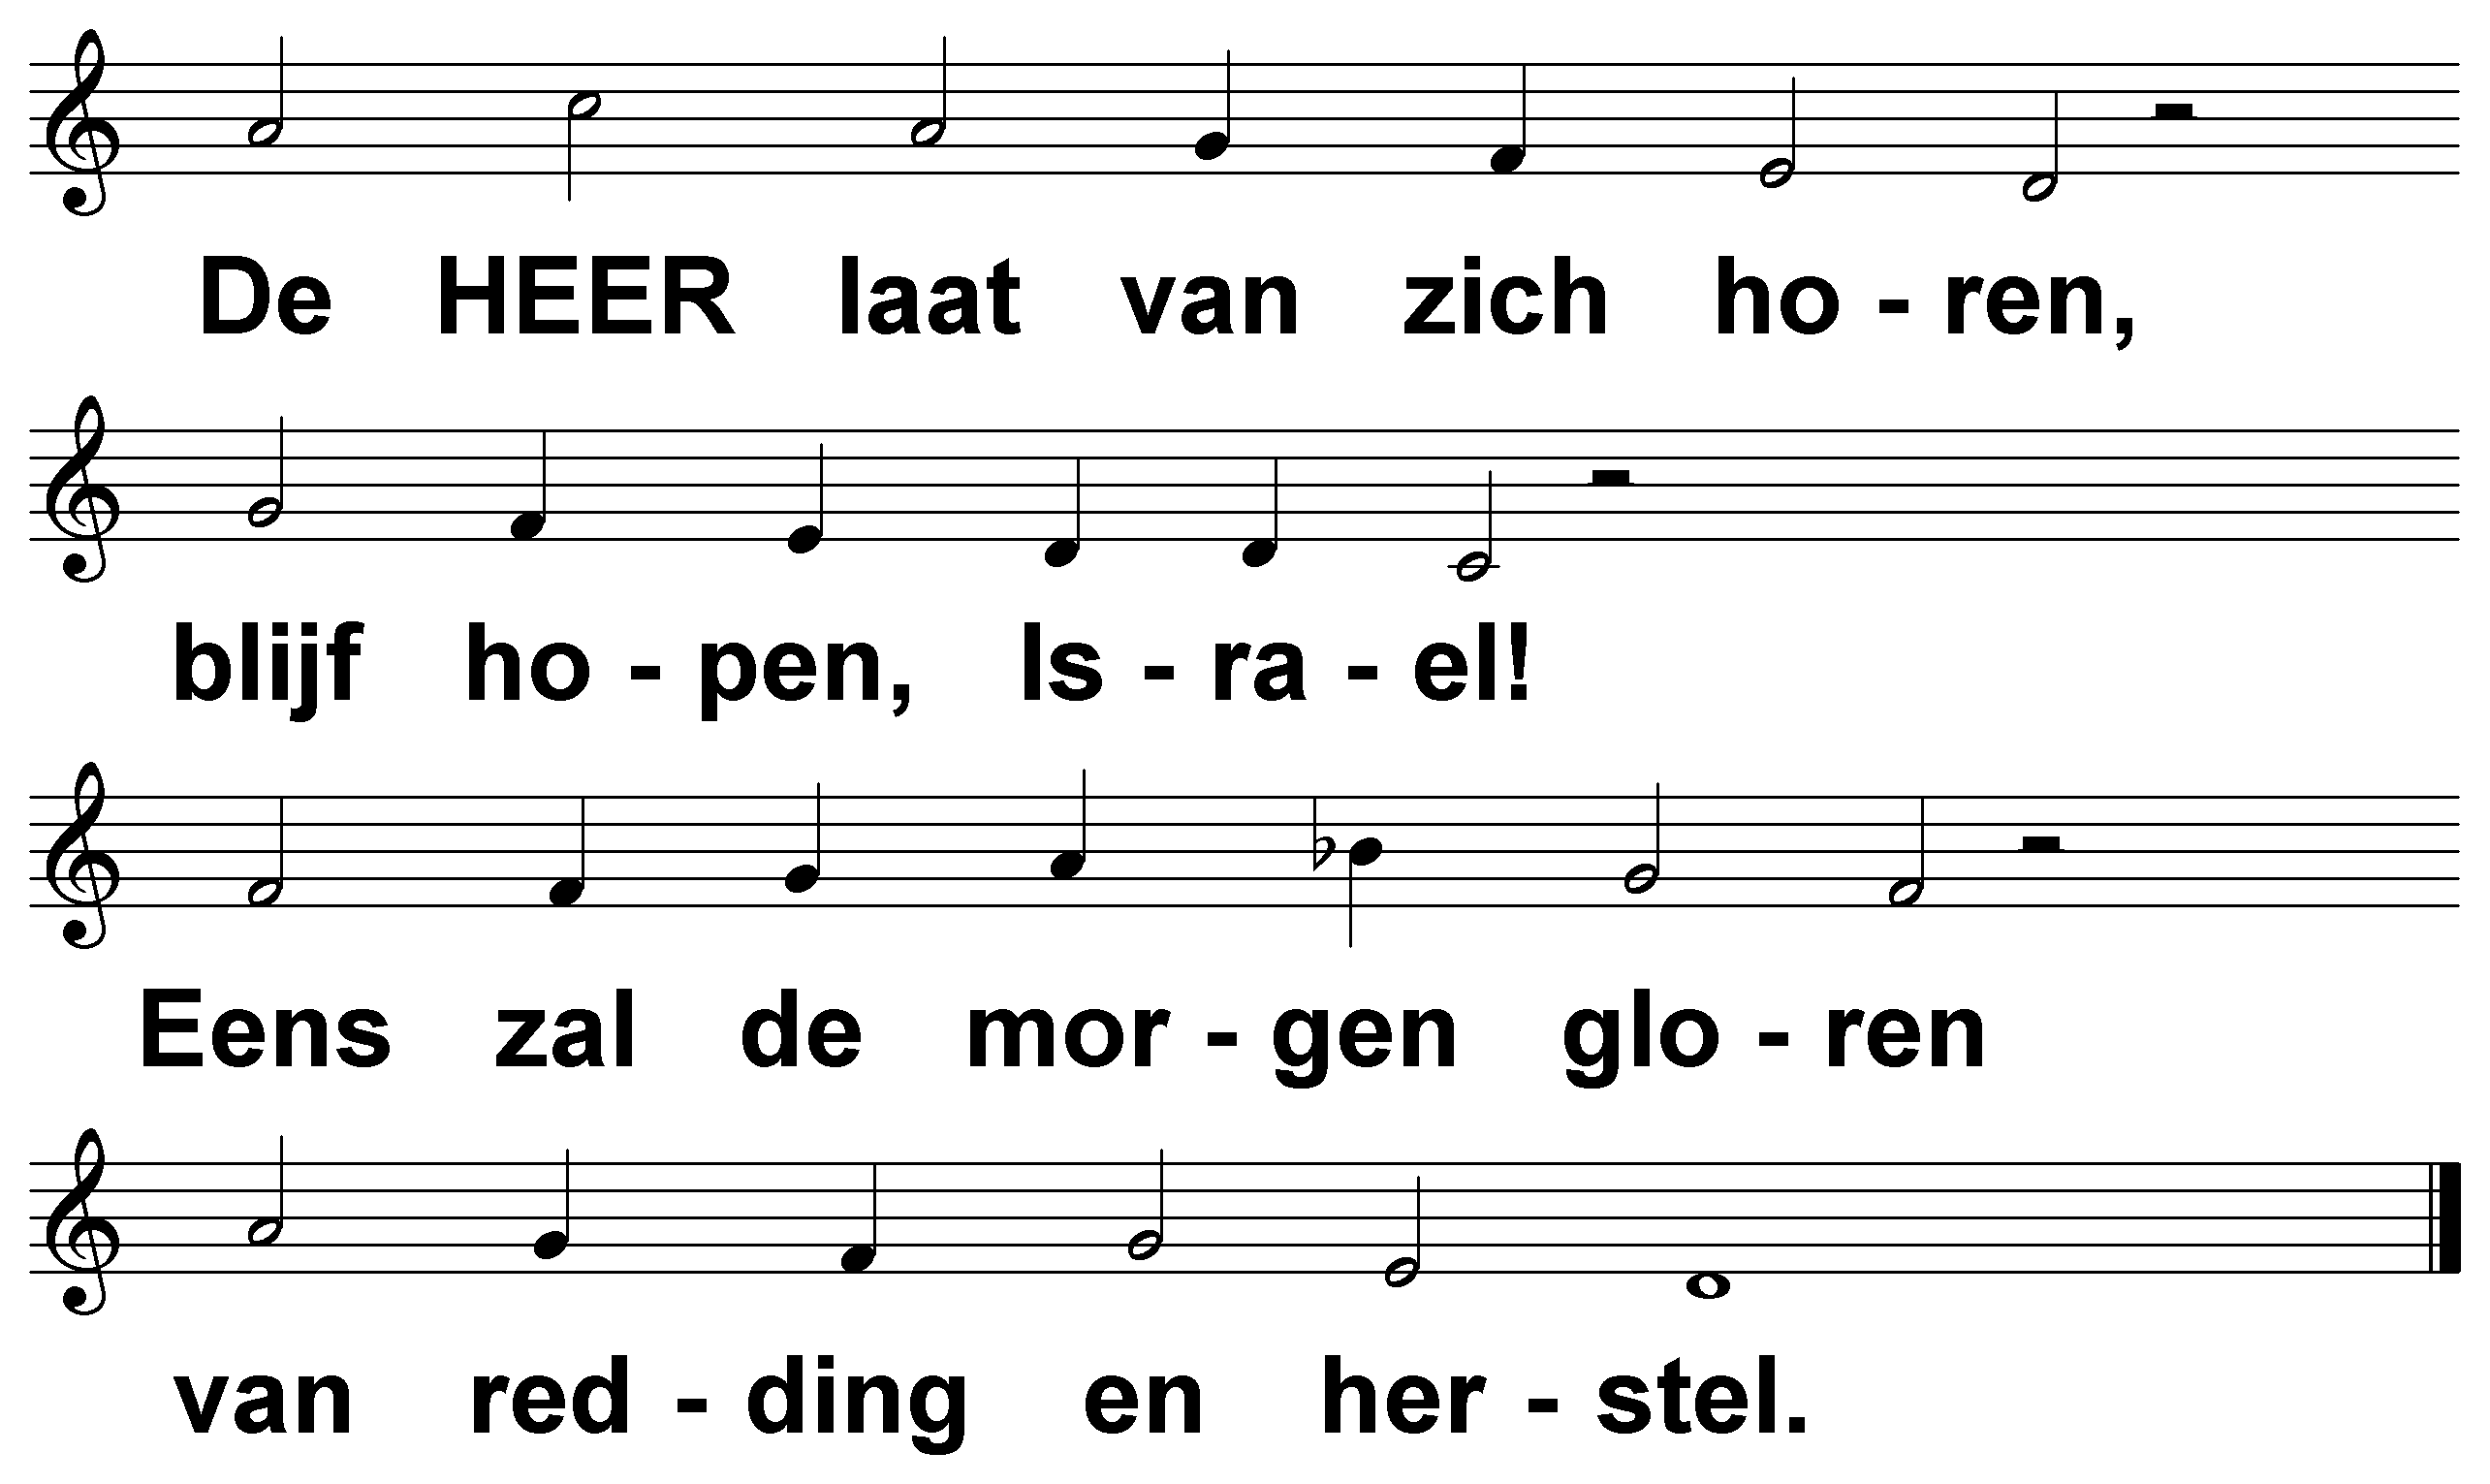 De HEER laat van zich ho - ren,
blijf ho - pen, Is - ra - el!
Eens zal de mor - gen glo - ren
van red - ding en her - stel.